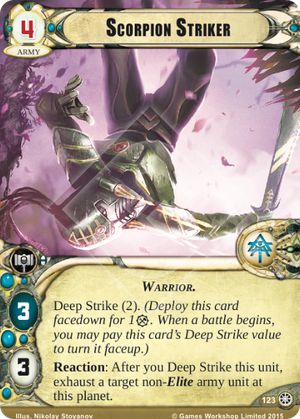 4
ARMY
SCORPION STRIKER
3
3
WARRIOR.
Deep Strike (2). (Deploy this card
facedown for 1. When a battle begins,
you may pay this card's Deep Strike value
to turn it faceup.)
Reaction: After you Deep Strike this unit,
exhaust a target non-Elite army unit at
this planet.
123
Illus. Nikolay Stoyanov
© Games Workshop Limited 2015